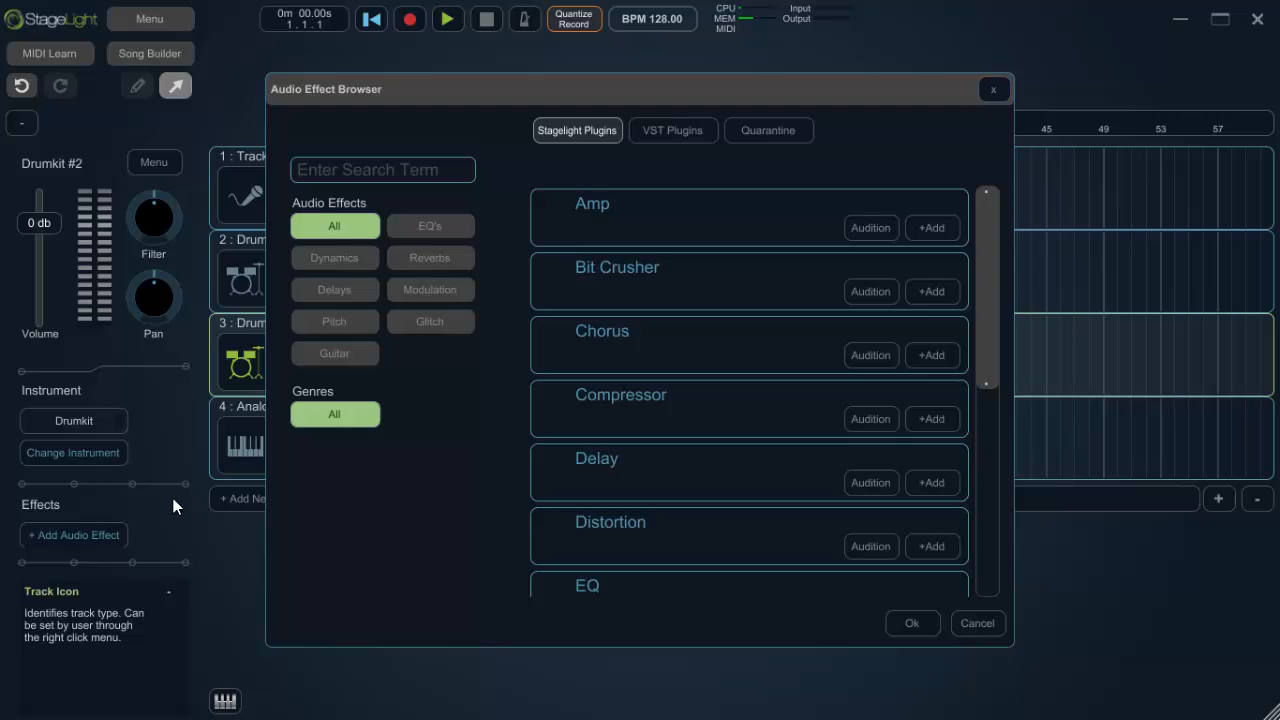 StageLight
Menu
0m 00.00s
1 . 1 . 1
Quantize
Record
BPM 128.00
CPU
MEM
MIDI
Input
Output
MIDI Learn
Song Builder
-
Drumkit #2
Menu
0 db
Filter
Volume
Pan
Instrument
Drumkit
Change Instrument
Effects
+ Add Audio Effect
Track Icon
-
Identifies track type. Can
be set by user through
the right click menu.
1 : Track
2 : Drum
3 : Drum
4 : Analo
+ Add Ne
45
49
53
57
+
-
Audio Effect Browser
x
Stagelight Plugins
VST Plugins
Quarantine
Enter Search Term
Audio Effects
All
EQ's
Dynamics
Reverbs
Delays
Modulation
Pitch
Glitch
Guitar
Genres
All
Amp
Audition
+Add
Bit Crusher
Audition
+Add
Chorus
Audition
+Add
Compressor
Audition
+Add
Delay
Audition
+Add
Distortion
Audition
+Add
EQ
Ok
Cancel